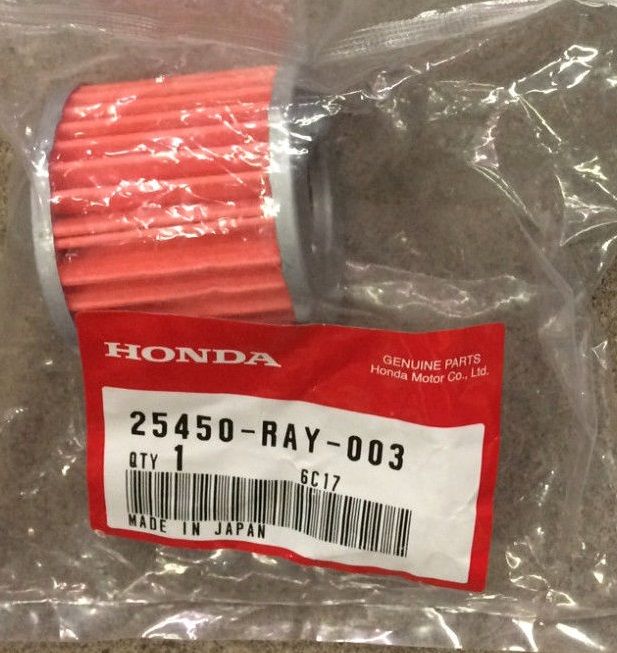 HONDA
GENUINE PARTS
Honda Motor Co., Ltd.
25450-RAY-003
QTY 1
6C17
MADE IN JAPAN